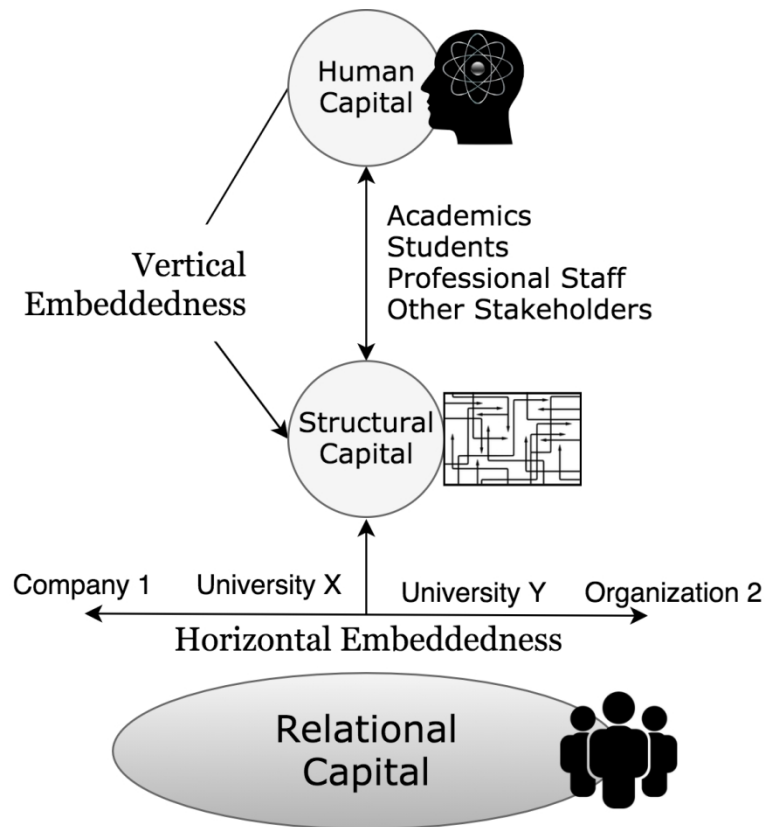 Human
Capital
Academics
Students
Professional Staff
Other Stakeholders
Vertical
Embeddedness
Structural
Capital
Company 1
University X
University Y
Organization 2
Horizontal Embeddedness
Relational
Capital